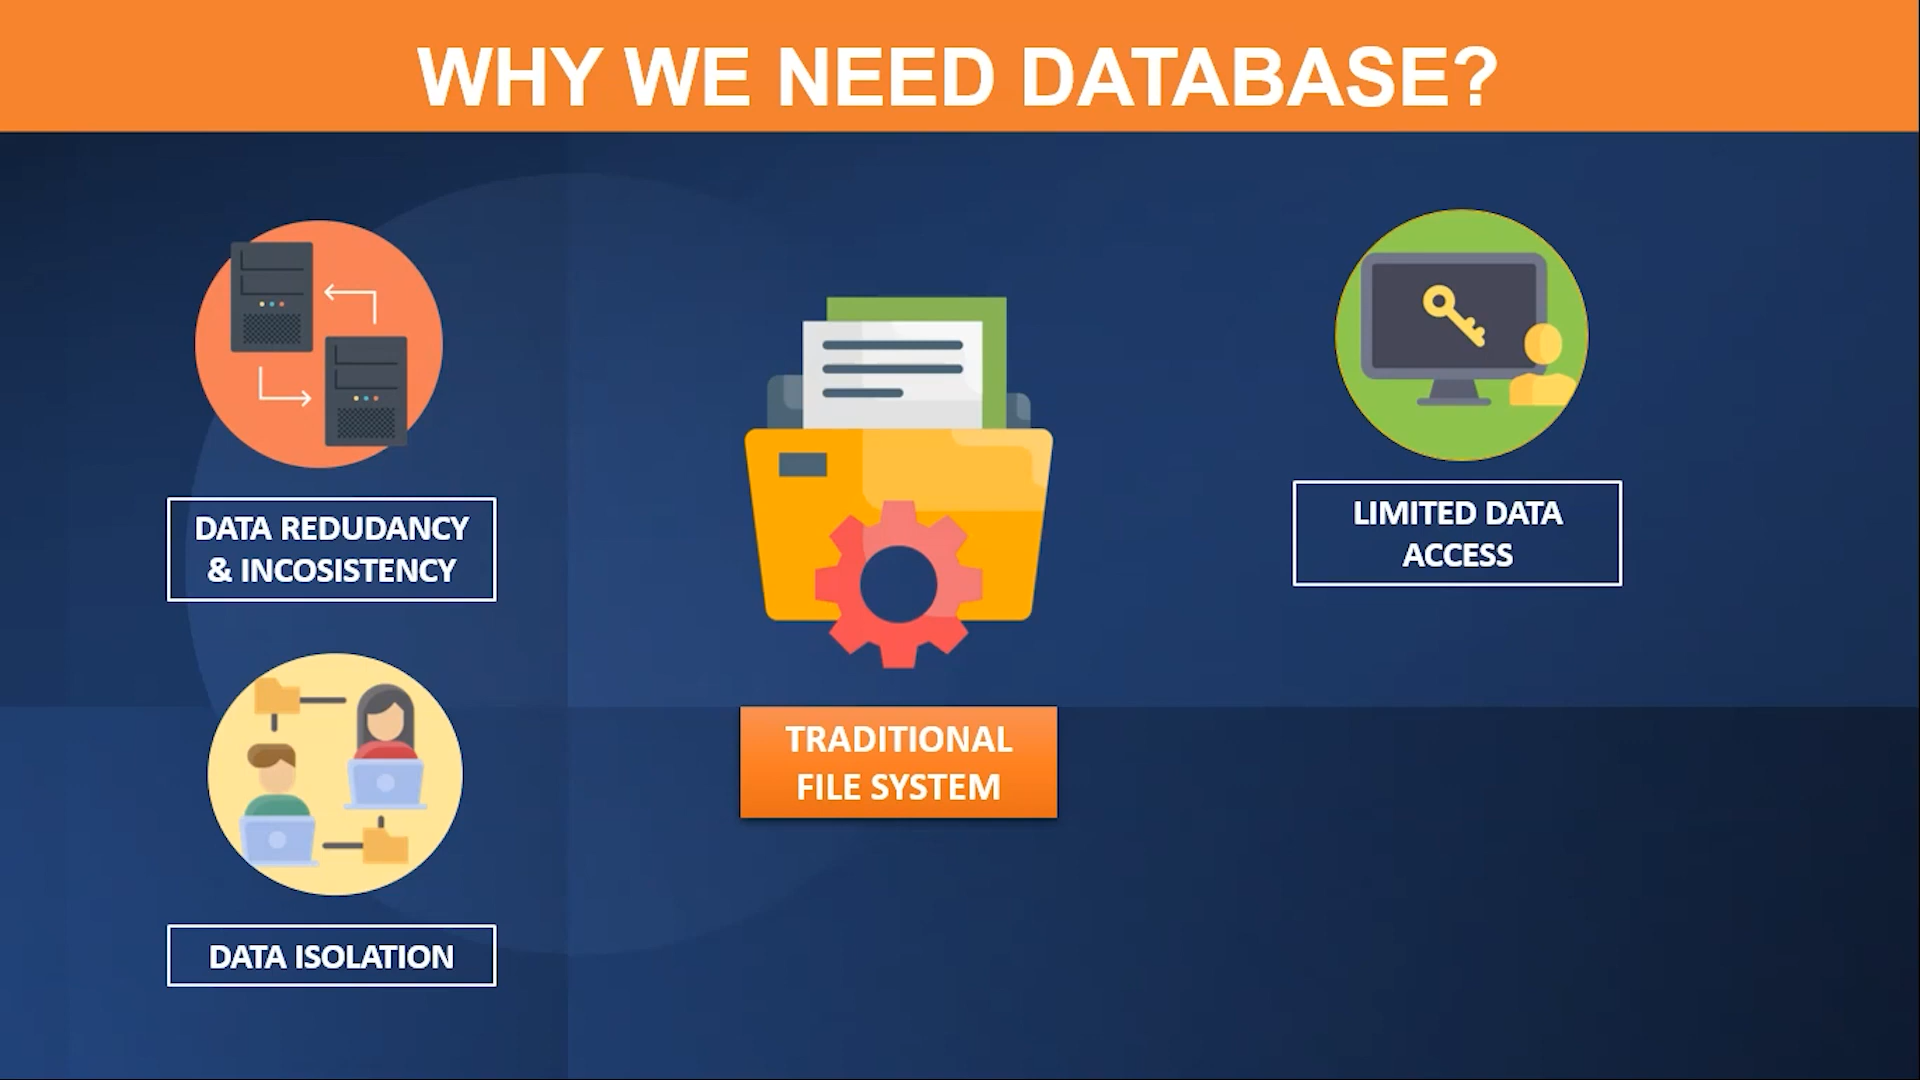 WHY WE NEED DATABASE?
DATA REDUDANCY
& INCOSISTENCY
LIMITED DATA
ACCESS
TRADITIONAL
FILE SYSTEM
DATA ISOLATION